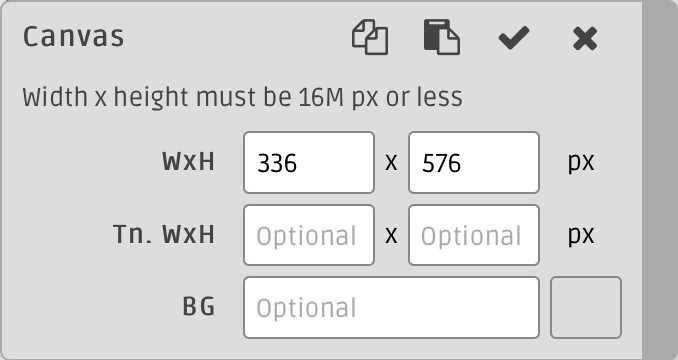 Canvas
Width x height must be 16M px or less
WxH 336 x 576 px
Tn. WxH Optional x Optional px
BG Optional